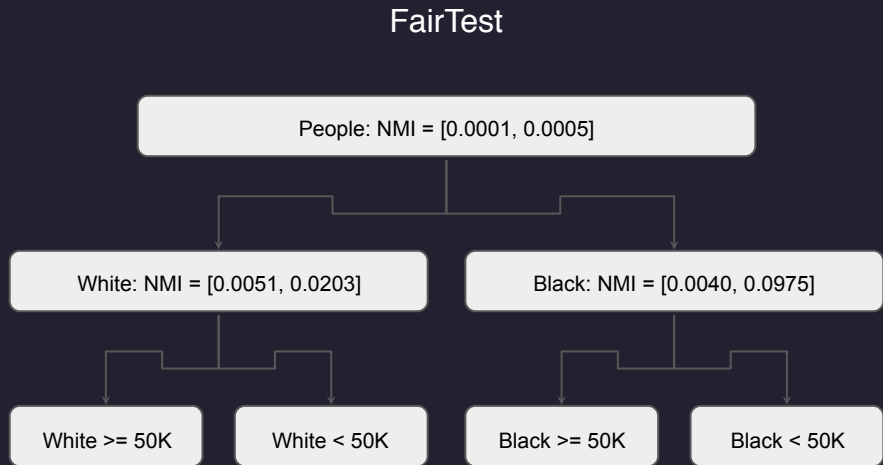 FairTest
People: NMI = [0.0001, 0.0005]
White: NMI = [0.0051, 0.0203]
Black: NMI = [0.0040, 0.0975]
White >= 50K
White < 50K
Black >= 50K
Black < 50K